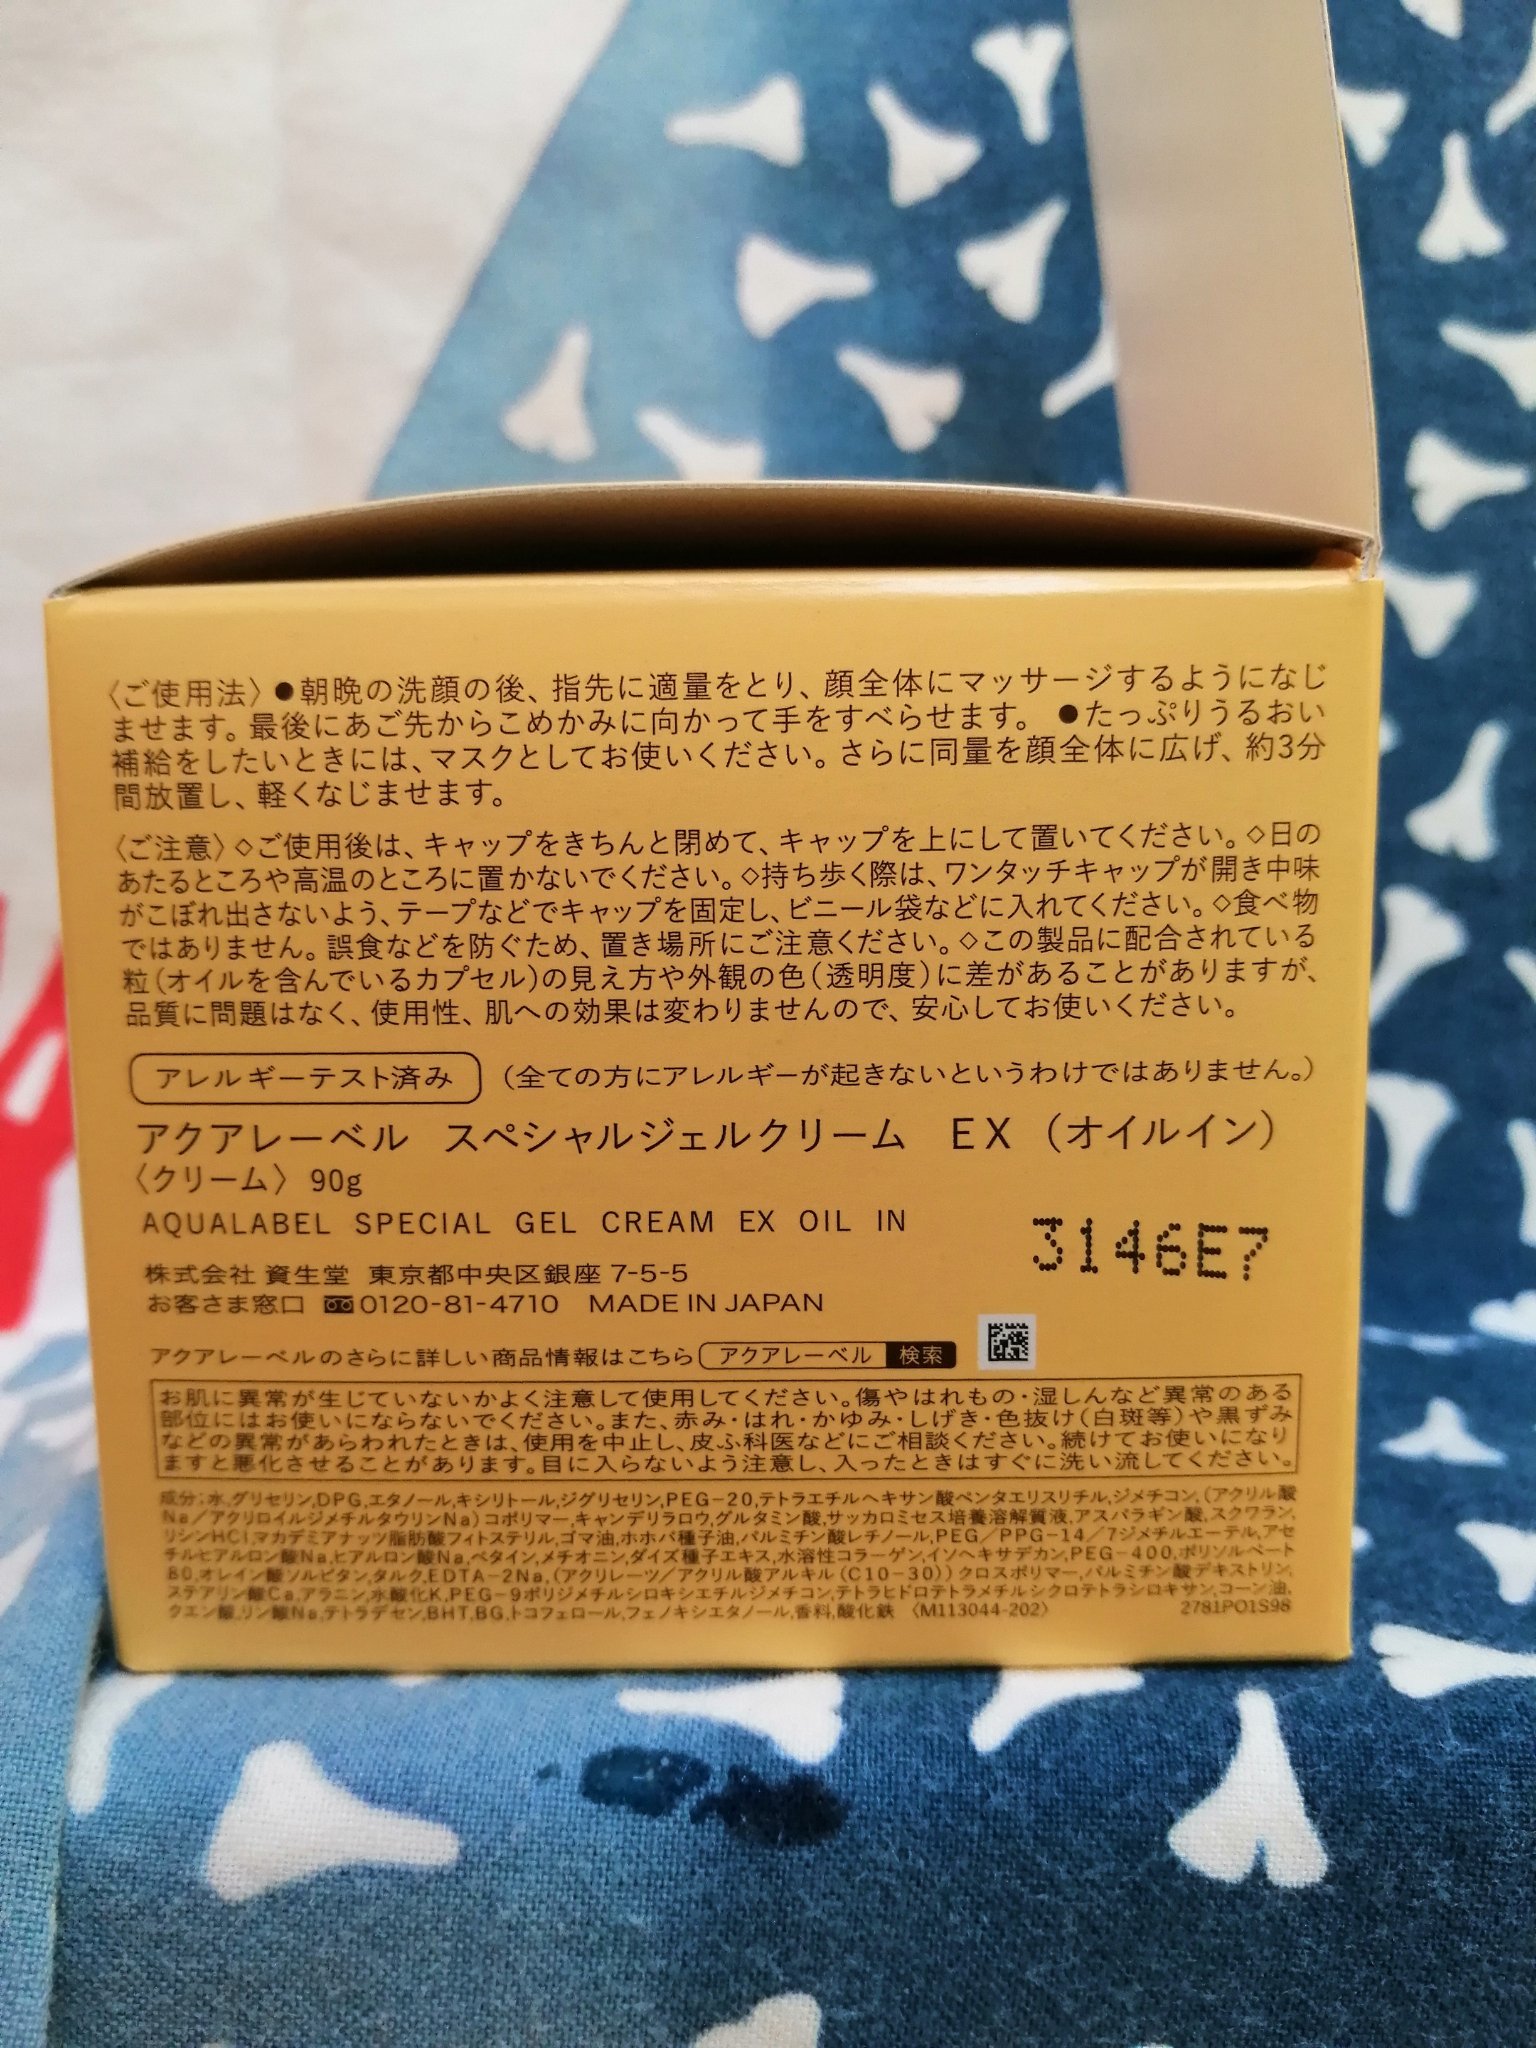 〈ご使用法〉●朝晩の洗顔の後、指先に適量をとり、顔全体にマッサージするようになじ
ませます。最後にあご先からこめかみに向かって手をすべらせます。 ●たっぷりうるおい
補給をしたいときには、マスクとしてお使いください。さらに同量を顔全体に広げ、約3分
間放置し、軽くなじませます。
〈ご注意〉◇ご使用後は、キャップをきちんと閉めて、キャップを上にして置いてください。◇日の
あたるところや高温のところに置かないでください。◇持ち歩く際は、ワンタッチキャップが開き中味
がこぼれ出さないよう、テープなどでキャップを固定し、ビニール袋などに入れてください。◇食べ物
ではありません。誤食などを防ぐため、置き場所にご注意ください。◇この製品に配合されている
粒(オイルを含んでいるカプセル)の見え方や外観の色(透明度)に差があることがありますが、
品質に問題はなく、使用性、肌への効果は変わりませんので、安心してお使いください。
アレルギーテスト済み (全ての方にアレルギーが起きないというわけではありません。)
アクアレーベル スペシャルジェルクリーム EX (オイルイン)
〈クリーム〉 90g
AQUALABEL SPECIAL GEL CREAM EX OIL IN
3146E7
株式会社 資生堂 東京都中央区銀座 7-5-5
お客さま窓口 0120-81-4710 MADE IN JAPAN
アクアレーベルのさらに詳しい商品情報はこちら アクアレーベル 検索
お肌に異常が生じていないかよく注意して使用してください。傷やはれもの・湿しんなど異常のある
部位にはお使いにならないでください。また、赤み・はれ・かゆみ・しげき・色抜け(白斑等)や黒ずみ
などの異常があらわれたときは、使用を中止し、皮ふ科医などにご相談ください。続けてお使いになり
ますと悪化させることがあります。目に入らないよう注意し、入ったときはすぐに洗い流してください。
成分:水,グリセリン,DPG,エタノール,キシリトール,ジグリセリン,PEG-20,テトラエチルヘキサン酸ペンタエリスリチル,ジメチコン,(アクリル酸
Na/アクリロイルジメチルタウリンNa)コポリマー,キャンデリラロウ,グルタミン酸,サッカロミセス培養溶解質液,アスパラギン酸,スクワラン,
リシンHCl,マカデミアナッツ脂肪酸フィトステリル,ゴマ油,ホホバ種子油,パルミチン酸レチノール,PEG/PPG-14/7ジメチルエーテル,アセ
チルヒアルロン酸Na,ヒアルロン酸Na,ベタイン,メチオニン,ダイズ種子エキス,水溶性コラーゲン,イソヘキサデカン,PEG-400,ポリソルベート
80,オレイン酸ソルビタン,タルク,EDTA-2Na,(アクリレーツ/アクリル酸アルキル(C10-30))クロスポリマー,パルミチン酸デキストリン,
ステアリン酸Ca,アラニン,水酸化K,PEG-9ポリジメチルシロキシエチルジメチコン,テトラヒドロテトラメチルシクロテトラシロキサン,コーン油,
クエン酸,リン酸Na,テトラデセン,BHT,BG,トコフェロール,フェノキシエタノール,香料,酸化鉄 〈M113044-202〉 2781PO1S98